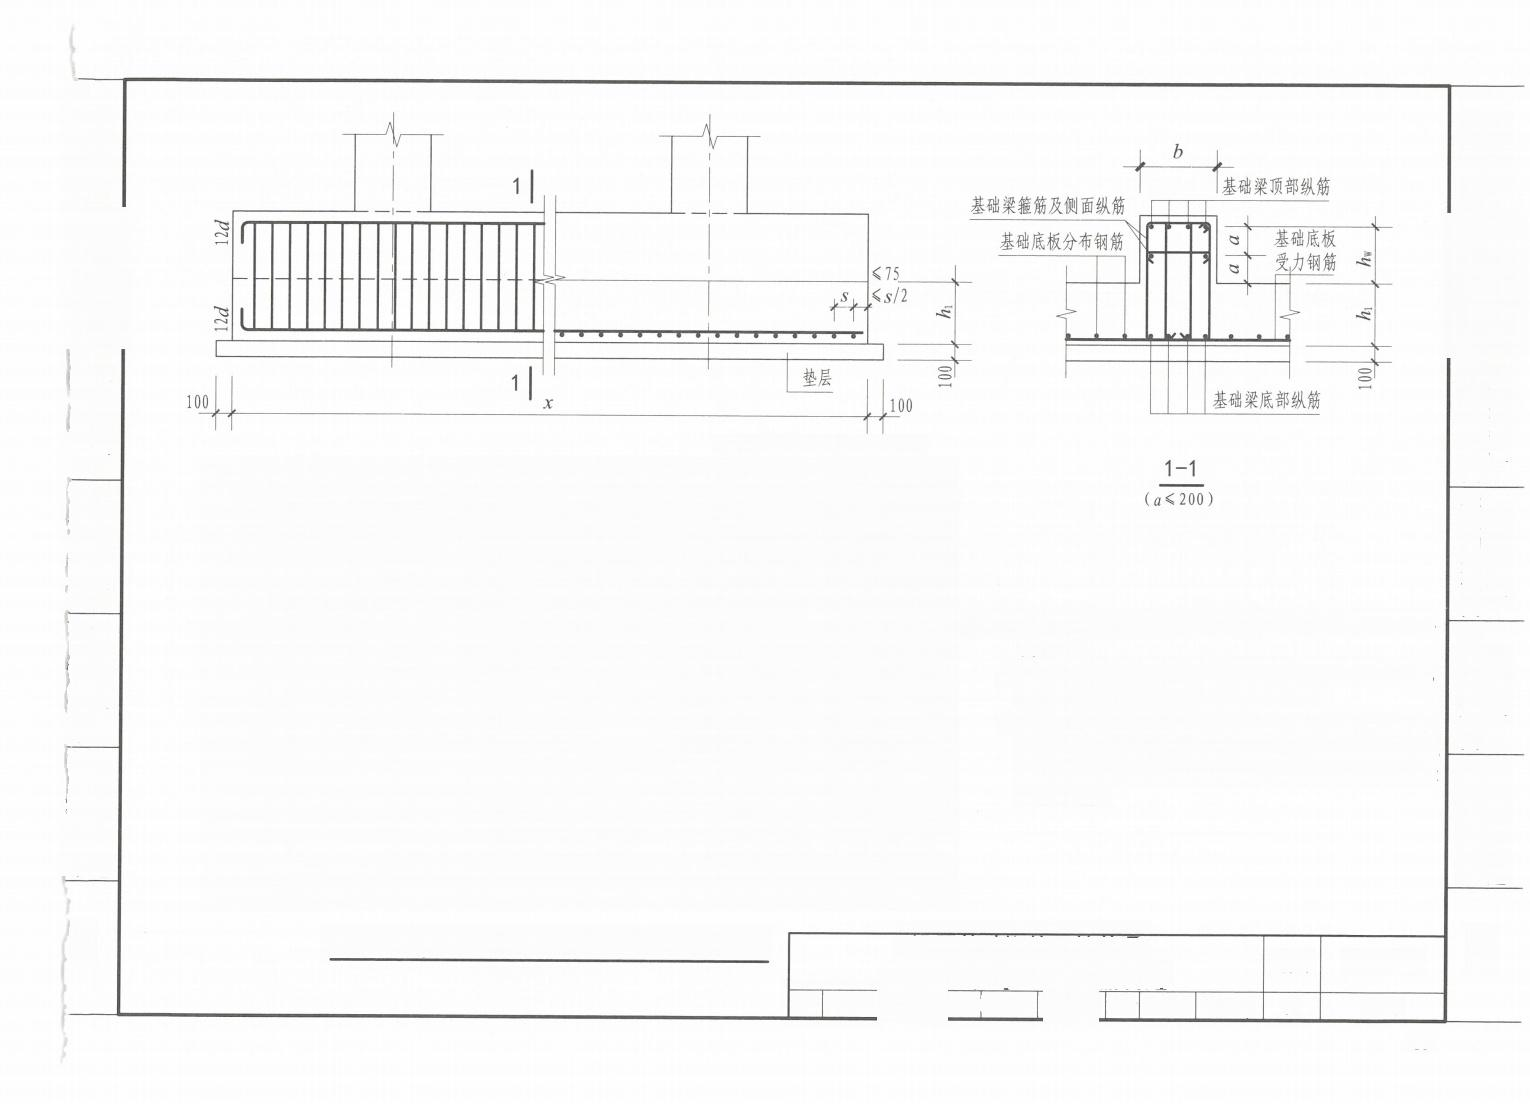 1
12d
12d
≤75
s
≤s/2
h₁
100
垫层
1
x
100
100
b
基础梁顶部纵筋
基础梁箍筋及侧面纵筋
基础底板分布钢筋
a
a
基础底板
受力钢筋
h_w
h₁
100
基础梁底部纵筋
1-1
(a≤200)